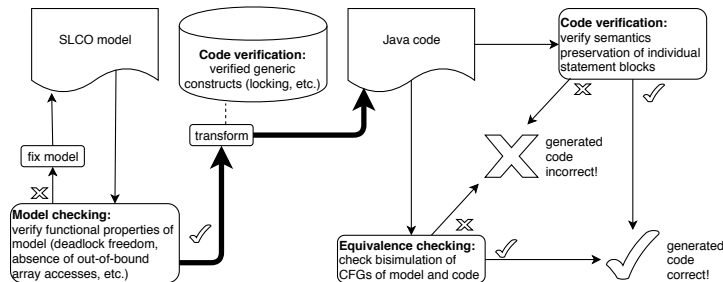 SLCO model
Code verification:
verified generic
constructs (locking, etc.)
Java code
Code verification:
verify semantics
preservation of individual
statement blocks
transform
fix model
generated
code
incorrect!
Model checking:
verify functional properties of
model (deadlock freedom,
absence of out-of-bound
array accesses, etc.)
Equivalence checking:
check bisimulation of
CFGs of model and code
generated
code
correct!